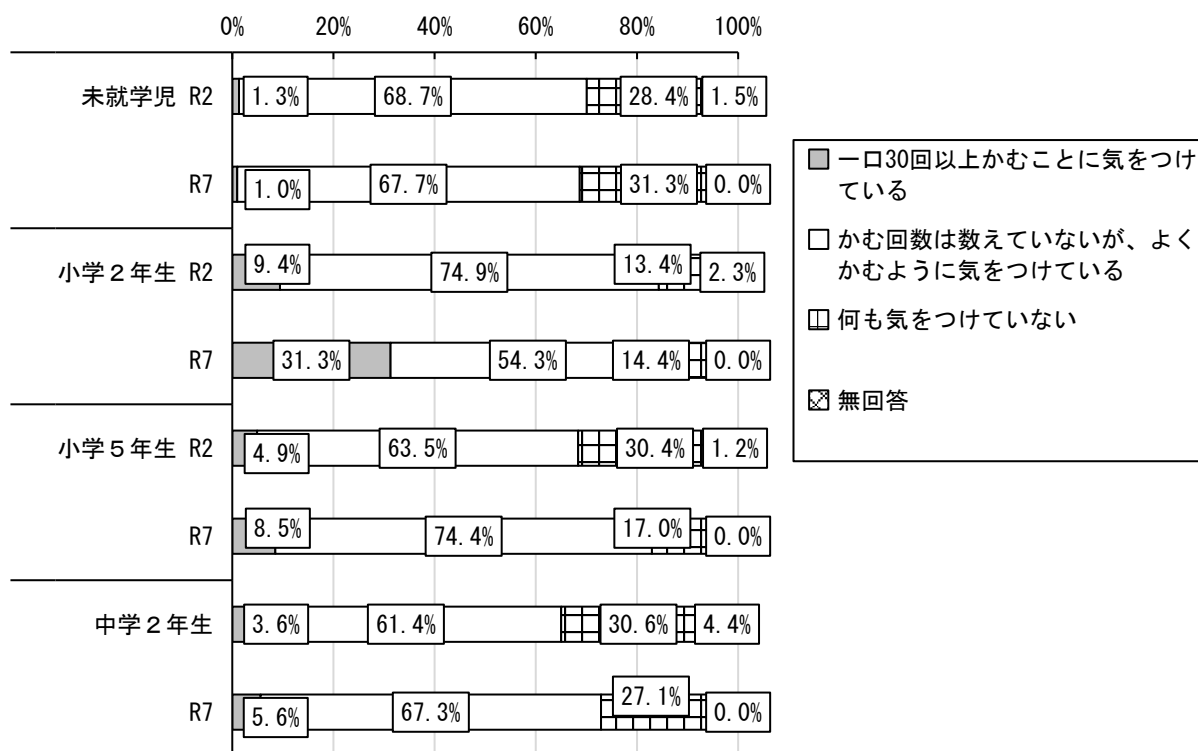 0% 20% 40% 60% 80% 100%
未就学児 R2 1.3% 68.7% 28.4% 1.5%
R7 1.0% 67.7% 31.3% 0.0%
小学２年生 R2 9.4% 74.9% 13.4% 2.3%
R7 31.3% 54.3% 14.4% 0.0%
小学５年生 R2 4.9% 63.5% 30.4% 1.2%
R7 8.5% 74.4% 17.0% 0.0%
中学２年生 3.6% 61.4% 30.6% 4.4%
R7 5.6% 67.3% 27.1% 0.0%
一口30回以上かむことに気をつけ
ている
かむ回数は数えていないが、よく
かむように気をつけている
何も気をつけていない
無回答